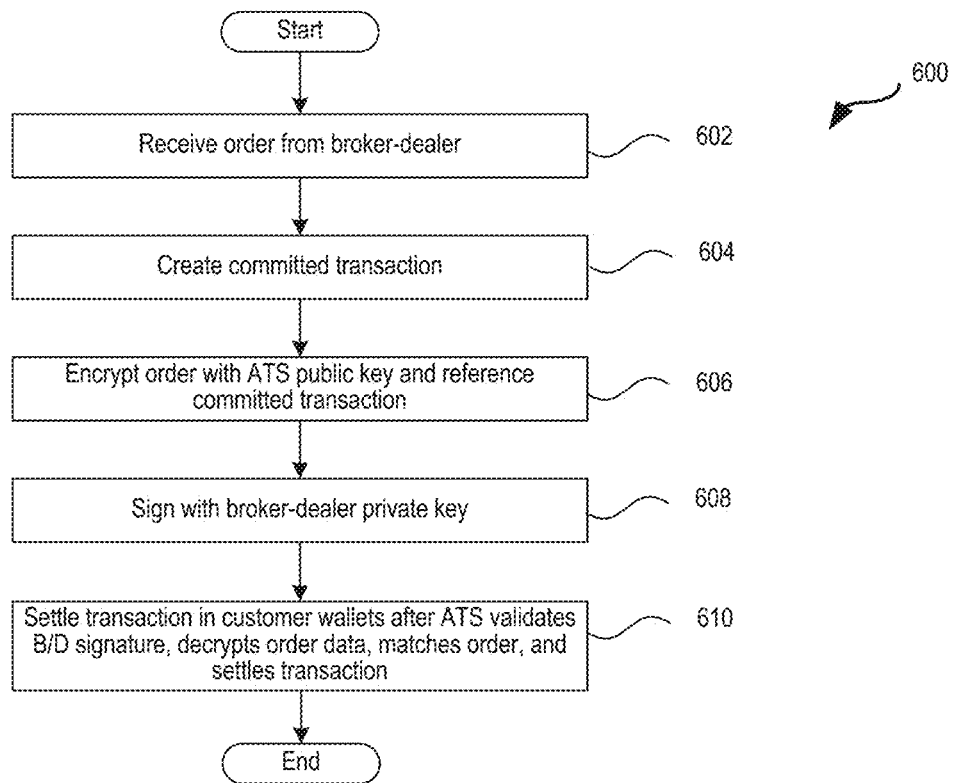 Start
600
Receive order from broker-dealer
602
Create committed transaction
604
Encrypt order with ATS public key and reference
committed transaction
606
Sign with broker-dealer private key
608
Settle transaction in customer wallets after ATS validates
B/D signature, decrypts order data, matches order, and
settles transaction
610
End